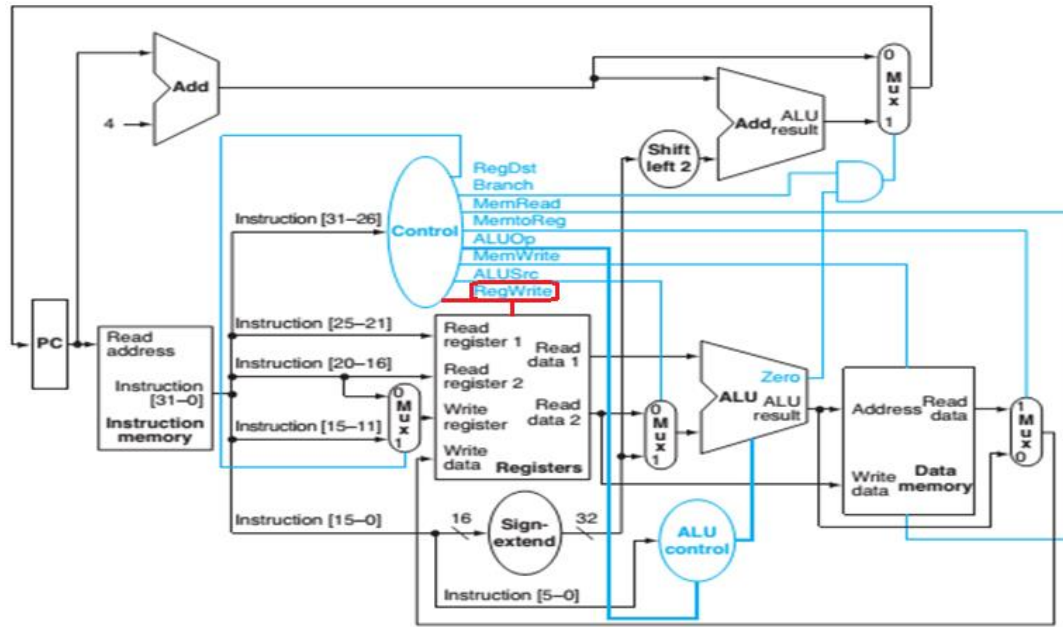 Add
4
0
Mux
1
Add
ALU
result
Shift
left 2
RegDst
Branch
MemRead
MemtoReg
ALUOp
MemWrite
ALUSrc
RegWrite
Control
Instruction [31–26]
PC
Read
address
Instruction
[31–0]
Instruction
memory
Instruction [25–21]
Instruction [20–16]
Instruction [15–11]
0
Mux
1
Read
register 1
Read
register 2
Write
register
Write
data
Read
data 1
Read
data 2
Registers
0
Mux
1
Zero
ALU
ALU
result
Address
Read
data
Write
data
Data
memory
1
Mux
0
Instruction [15–0]
16
Sign-
extend
32
ALU
control
Instruction [5–0]